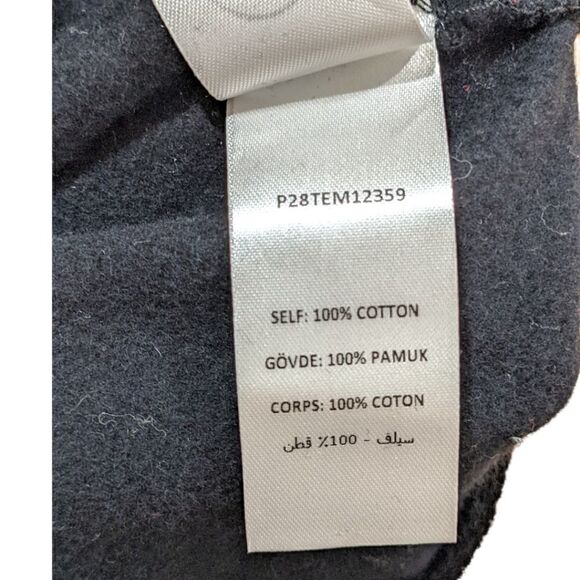 P28TEM12359
SELF: 100% COTTON
GÖVDE: 100% PAMUK
CORPS: 100% COTON
سيلف - 100٪ قطن